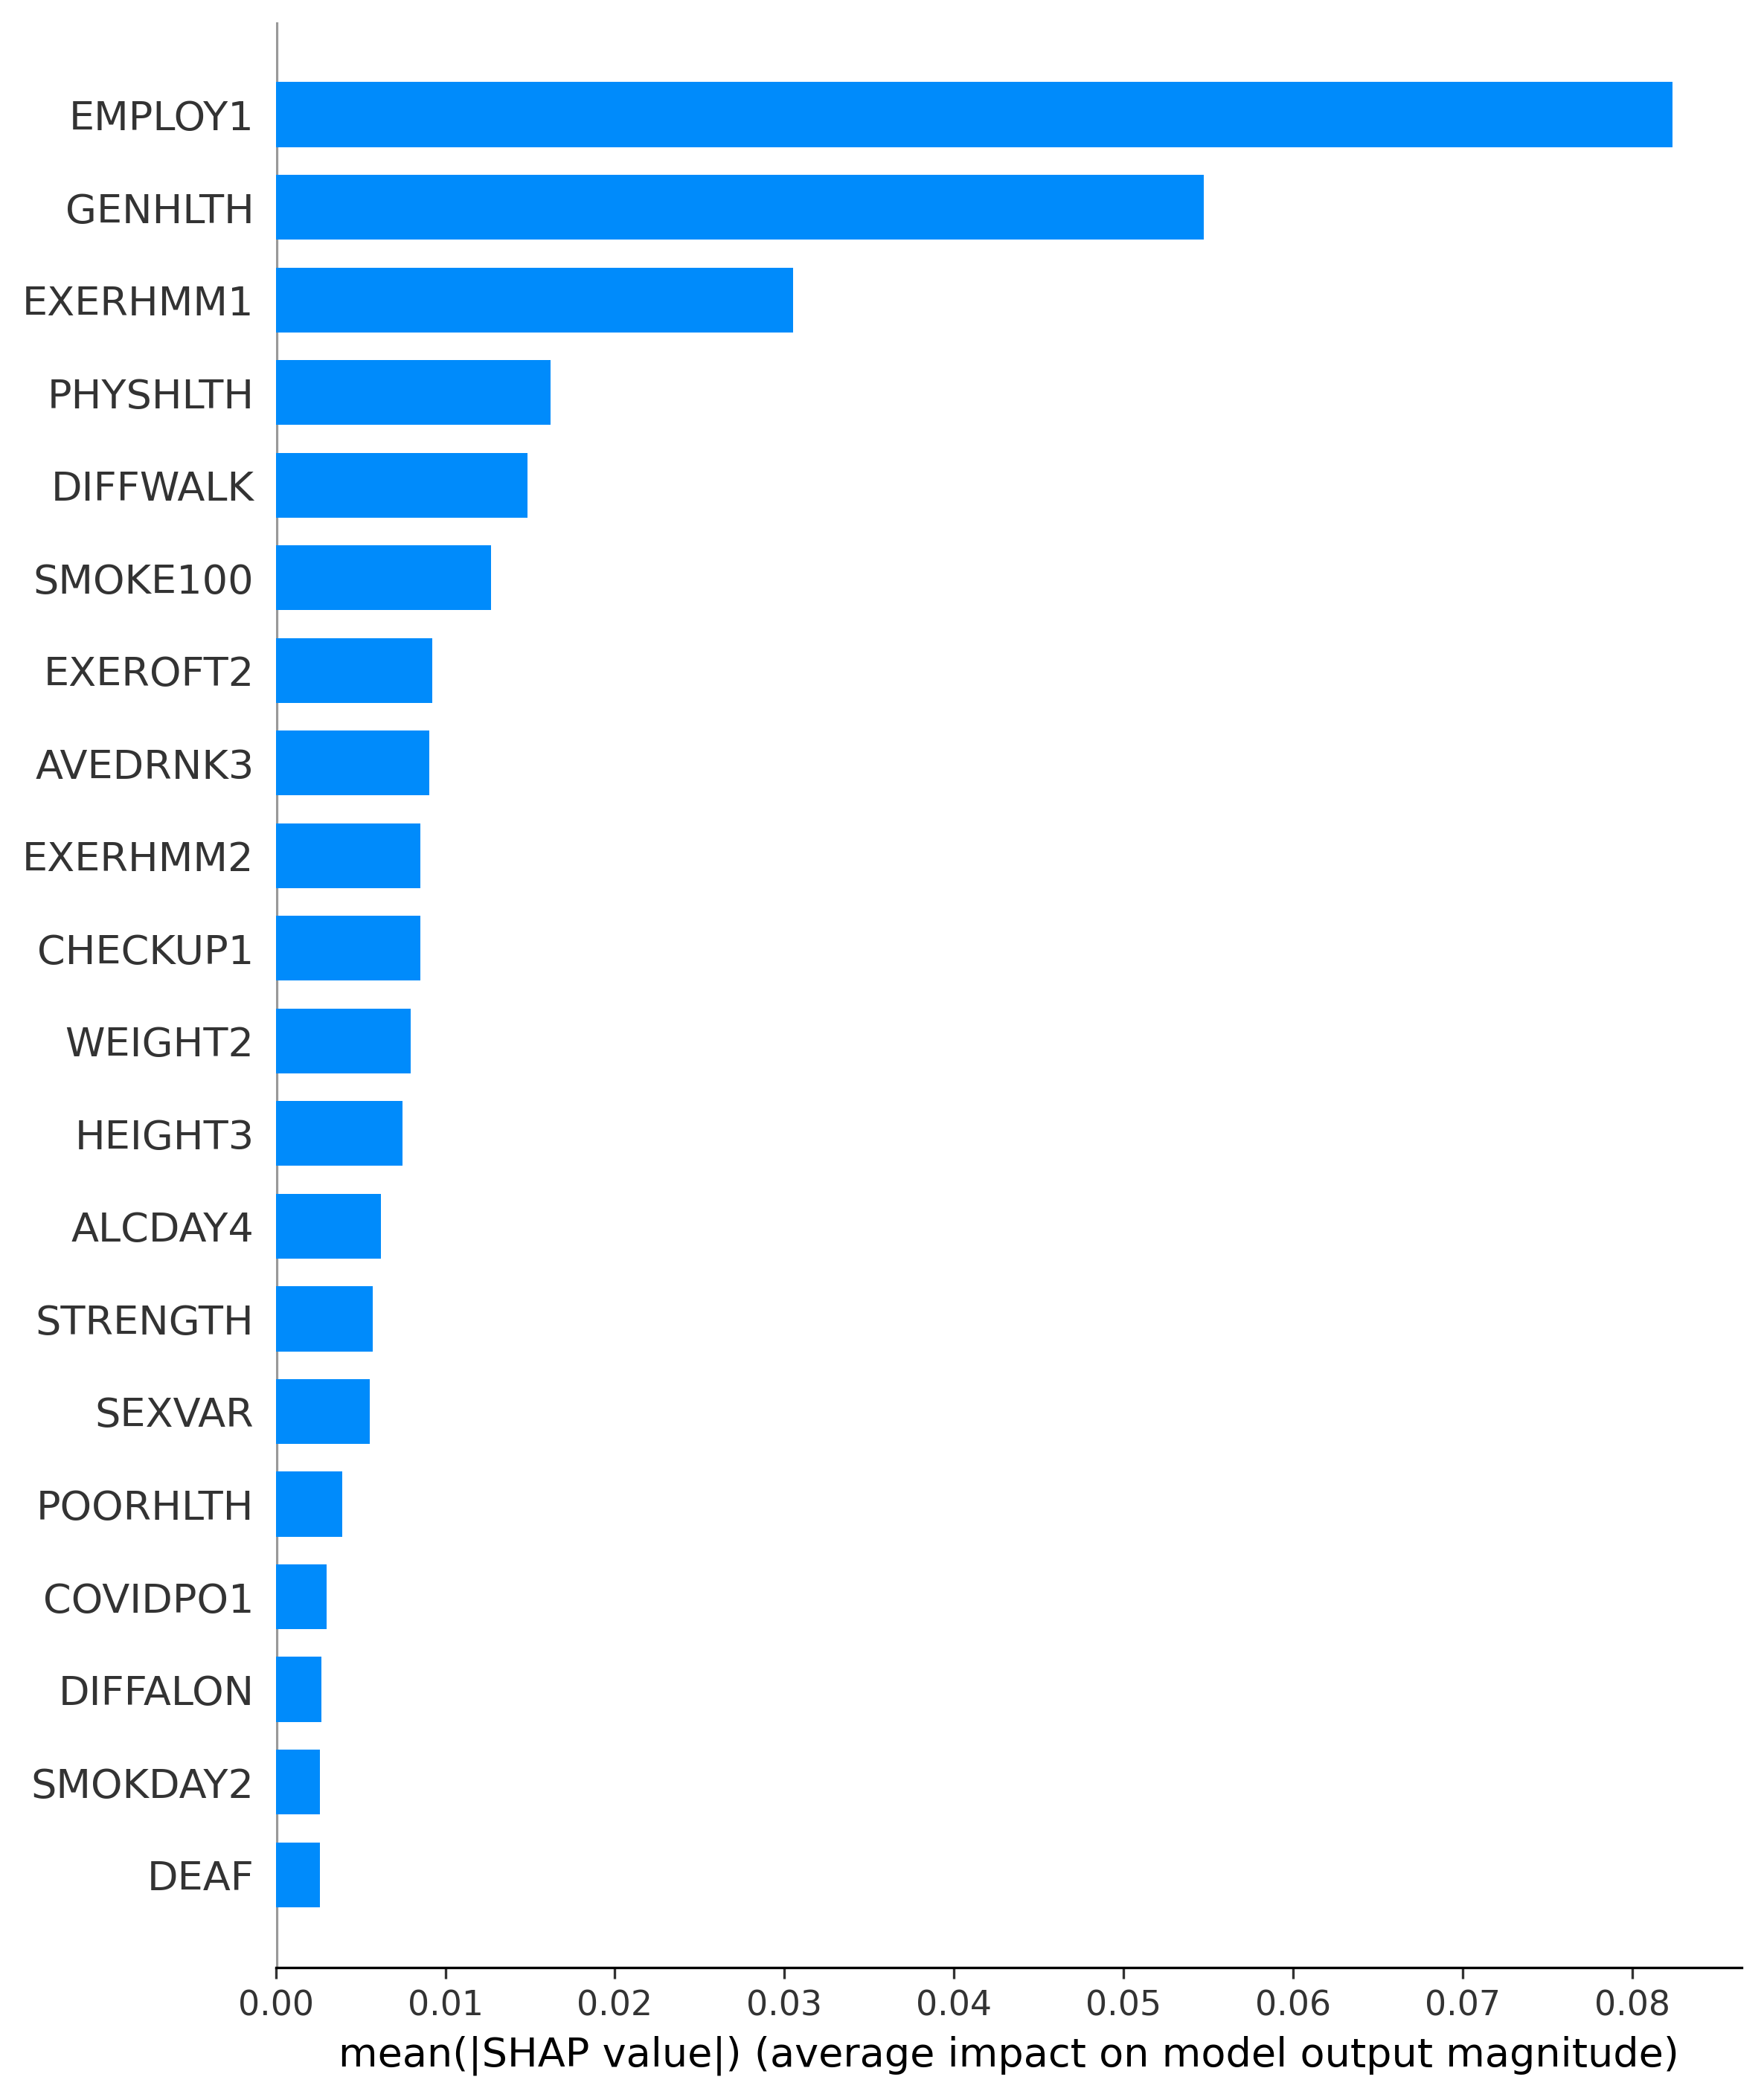 EMPLOY1
GENHLTH
EXERHMM1
PHYSHLTH
DIFFWALK
SMOKE100
EXEROFT2
AVEDRNK3
EXERHMM2
CHECKUP1
WEIGHT2
HEIGHT3
ALCDAY4
STRENGTH
SEXVAR
POORHLTH
COVIDPO1
DIFFALON
SMOKDAY2
DEAF
0.00 0.01 0.02 0.03 0.04 0.05 0.06 0.07 0.08
mean(|SHAP value|) (average impact on model output magnitude)